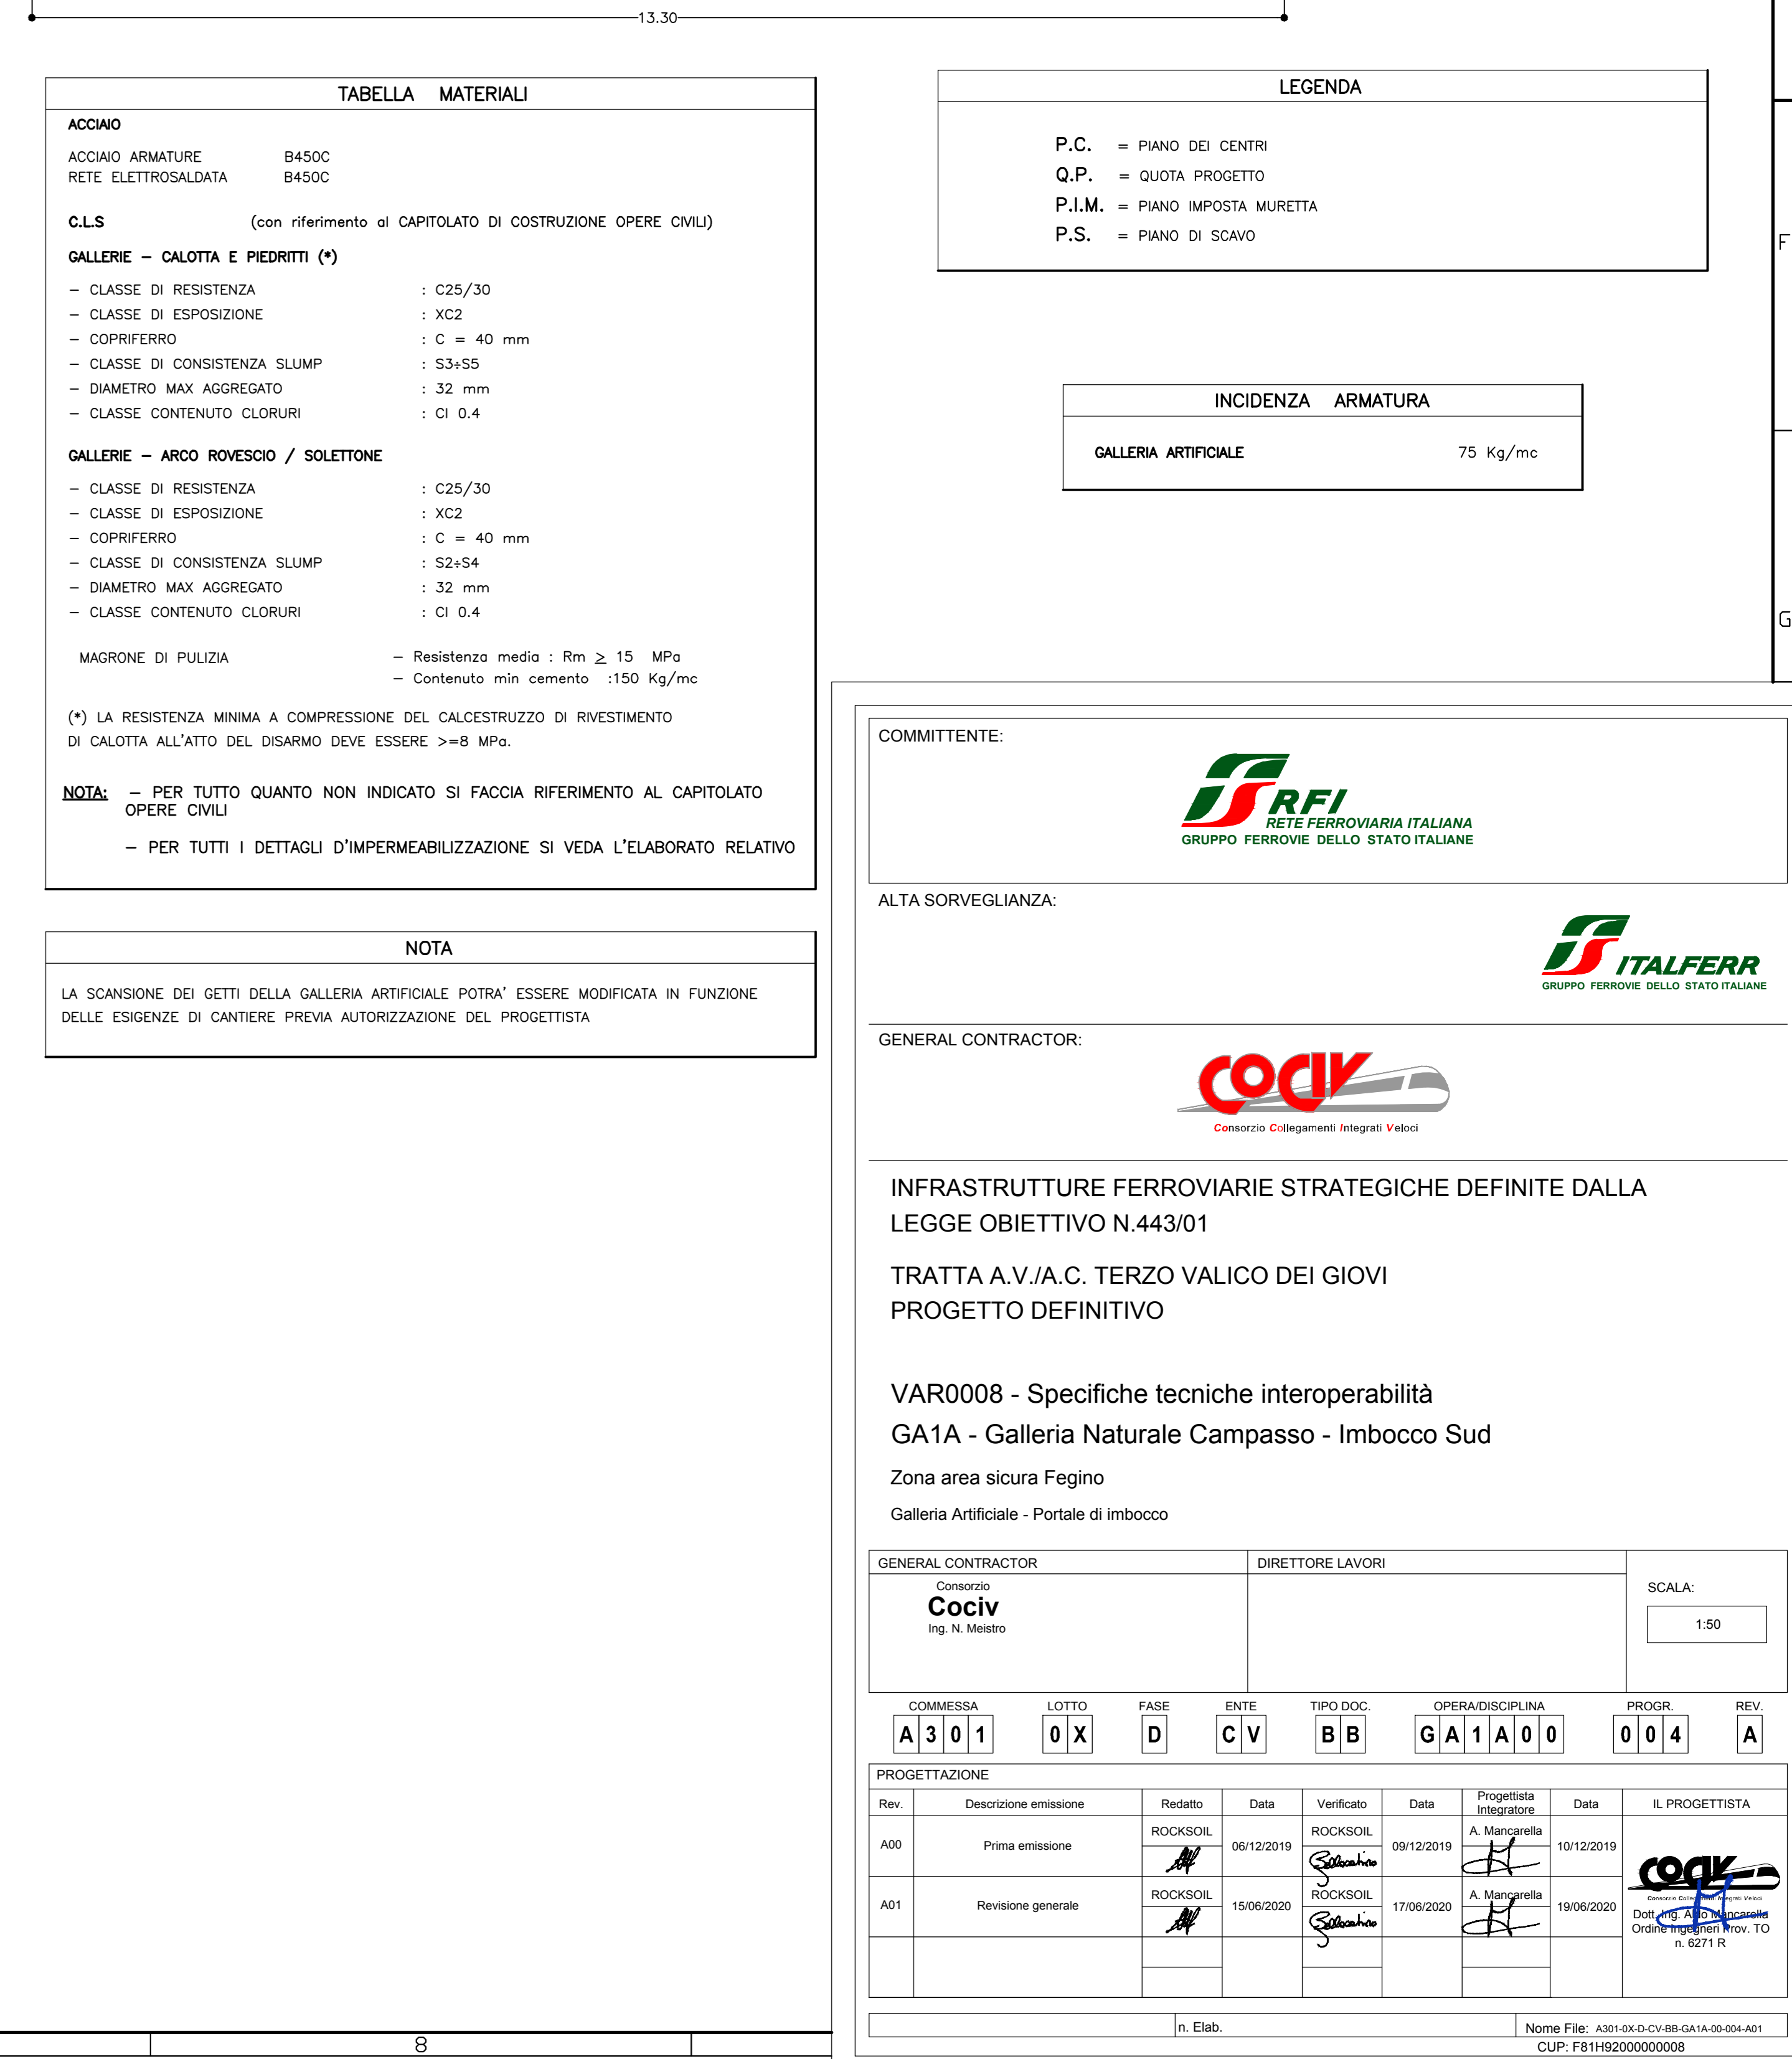 13.30
TABELLA MATERIALI
ACCIAIO
ACCIAIO ARMATURE B450C
RETE ELETTROSALDATA B450C
C.L.S (con riferimento al CAPITOLATO DI COSTRUZIONE OPERE CIVILI)
GALLERIE – CALOTTA E PIEDRITTI (*)
– CLASSE DI RESISTENZA : C25/30
– CLASSE DI ESPOSIZIONE : XC2
– COPRIFERRO : C = 40 mm
– CLASSE DI CONSISTENZA SLUMP : S3÷S5
– DIAMETRO MAX AGGREGATO : 32 mm
– CLASSE CONTENUTO CLORURI : Cl 0.4
GALLERIE – ARCO ROVESCIO / SOLETTONE
– CLASSE DI RESISTENZA : C25/30
– CLASSE DI ESPOSIZIONE : XC2
– COPRIFERRO : C = 40 mm
– CLASSE DI CONSISTENZA SLUMP : S2÷S4
– DIAMETRO MAX AGGREGATO : 32 mm
– CLASSE CONTENUTO CLORURI : Cl 0.4
MAGRONE DI PULIZIA – Resistenza media : Rm ≥ 15 MPa
– Contenuto min cemento :150 Kg/mc
(*) LA RESISTENZA MINIMA A COMPRESSIONE DEL CALCESTRUZZO DI RIVESTIMENTO
DI CALOTTA ALL'ATTO DEL DISARMO DEVE ESSERE >=8 MPa.
NOTA: – PER TUTTO QUANTO NON INDICATO SI FACCIA RIFERIMENTO AL CAPITOLATO
OPERE CIVILI
– PER TUTTI I DETTAGLI D'IMPERMEABILIZZAZIONE SI VEDA L'ELABORATO RELATIVO
NOTA
LA SCANSIONE DEI GETTI DELLA GALLERIA ARTIFICIALE POTRA' ESSERE MODIFICATA IN FUNZIONE
DELLE ESIGENZE DI CANTIERE PREVIA AUTORIZZAZIONE DEL PROGETTISTA
LEGENDA
P.C. = PIANO DEI CENTRI
Q.P. = QUOTA PROGETTO
P.I.M. = PIANO IMPOSTA MURETTA
P.S. = PIANO DI SCAVO
F
INCIDENZA ARMATURA
GALLERIA ARTIFICIALE 75 Kg/mc
G
COMMITTENTE:
RFI
RETE FERROVIARIA ITALIANA
GRUPPO FERROVIE DELLO STATO ITALIANE
ALTA SORVEGLIANZA:
ITALFERR
GRUPPO FERROVIE DELLO STATO ITALIANE
GENERAL CONTRACTOR:
COCIV
Consorzio Collegamenti Integrati Veloci
INFRASTRUTTURE FERROVIARIE STRATEGICHE DEFINITE DALLA
LEGGE OBIETTIVO N.443/01
TRATTA A.V./A.C. TERZO VALICO DEI GIOVI
PROGETTO DEFINITIVO
VAR0008 - Specifiche tecniche interoperabilità
GA1A - Galleria Naturale Campasso - Imbocco Sud
Zona area sicura Fegino
Galleria Artificiale - Portale di imbocco
GENERAL CONTRACTOR DIRETTORE LAVORI
Consorzio
Cociv
Ing. N. Meistro
SCALA:
1:50
COMMESSA LOTTO FASE ENTE TIPO DOC. OPERA/DISCIPLINA PROGR. REV.
A 3 0 1 0 X D C V B B G A 1 A 0 0 0 0 4 A
PROGETTAZIONE
Rev. Descrizione emissione Redatto Data Verificato Data Progettista Integratore Data IL PROGETTISTA
A00 Prima emissione ROCKSOIL 06/12/2019 ROCKSOIL 09/12/2019 A. Mancarella 10/12/2019
A01 Revisione generale ROCKSOIL 15/06/2020 ROCKSOIL 17/06/2020 A. Mancarella 19/06/2020
COCIV
Consorzio Collegamenti Integrati Veloci
Dott. Ing. Aldo Mancarella
Ordine Ingegneri Prov. TO
n. 6271 R
n. Elab. Nome File: A301-0X-D-CV-BB-GA1A-00-004-A01
CUP: F81H92000000008
8